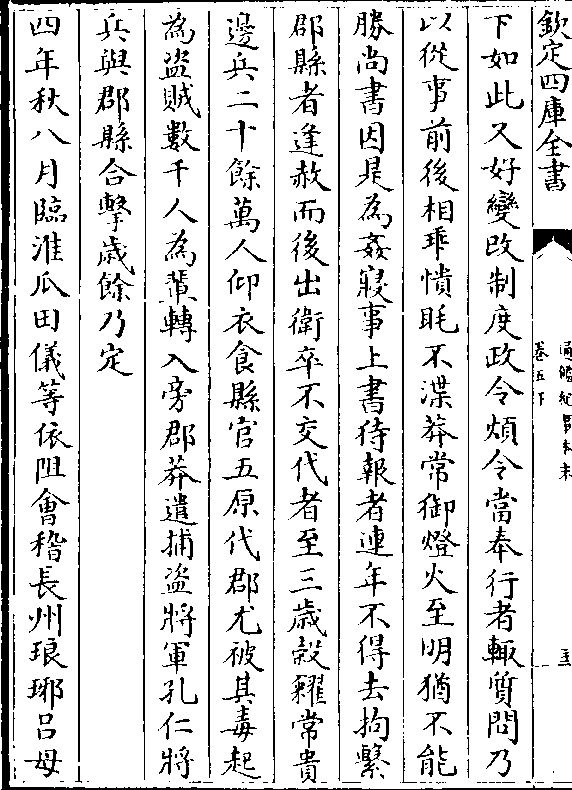 欽定四庫全書
通鑑紀事本末
卷五下
下如此又好變改制度政令煩令當奉行者輒質問乃
以從事前後相乖憒眊不渫莽常御燈火至明猶不能
勝尚書因是為姦寢事上書待報者連年不得去拘繫
郡縣者逢赦而後出衛卒不交代者至三歲榖糴常貴
邊兵二十餘萬人仰衣食縣官五原代郡尤被其毒起
為盜賊數千人為輩轉入旁郡莽遣捕盜將軍孔仁將
兵與郡縣合擊歲餘乃定
四年秋八月臨淮瓜田儀等依阻會稽長州琅琊呂母